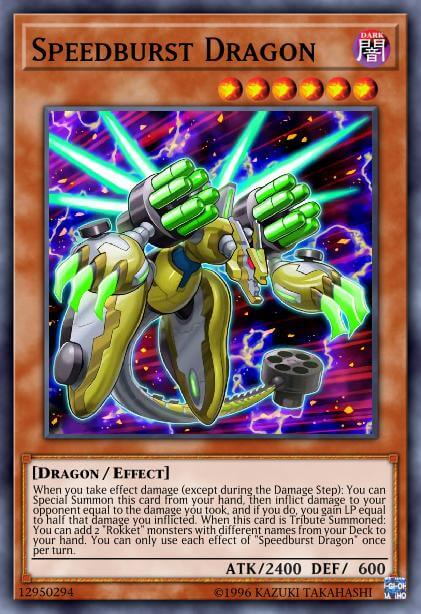 SPEEDBURST DRAGON
DARK
闇
[DRAGON / EFFECT]
When you take effect damage (except during the Damage Step): You can
Special Summon this card from your hand, then inflict damage to your
opponent equal to the damage you took, and if you do, you gain LP equal
to half that damage you inflicted. When this card is Tribute Summoned:
You can add 2 "Rokket" monsters with different names from your Deck to
your hand. You can only use each effect of "Speedburst Dragon" once
per turn.
ATK/2400 DEF/ 600
12950294
©1996 KAZUKI TAKAHASHI